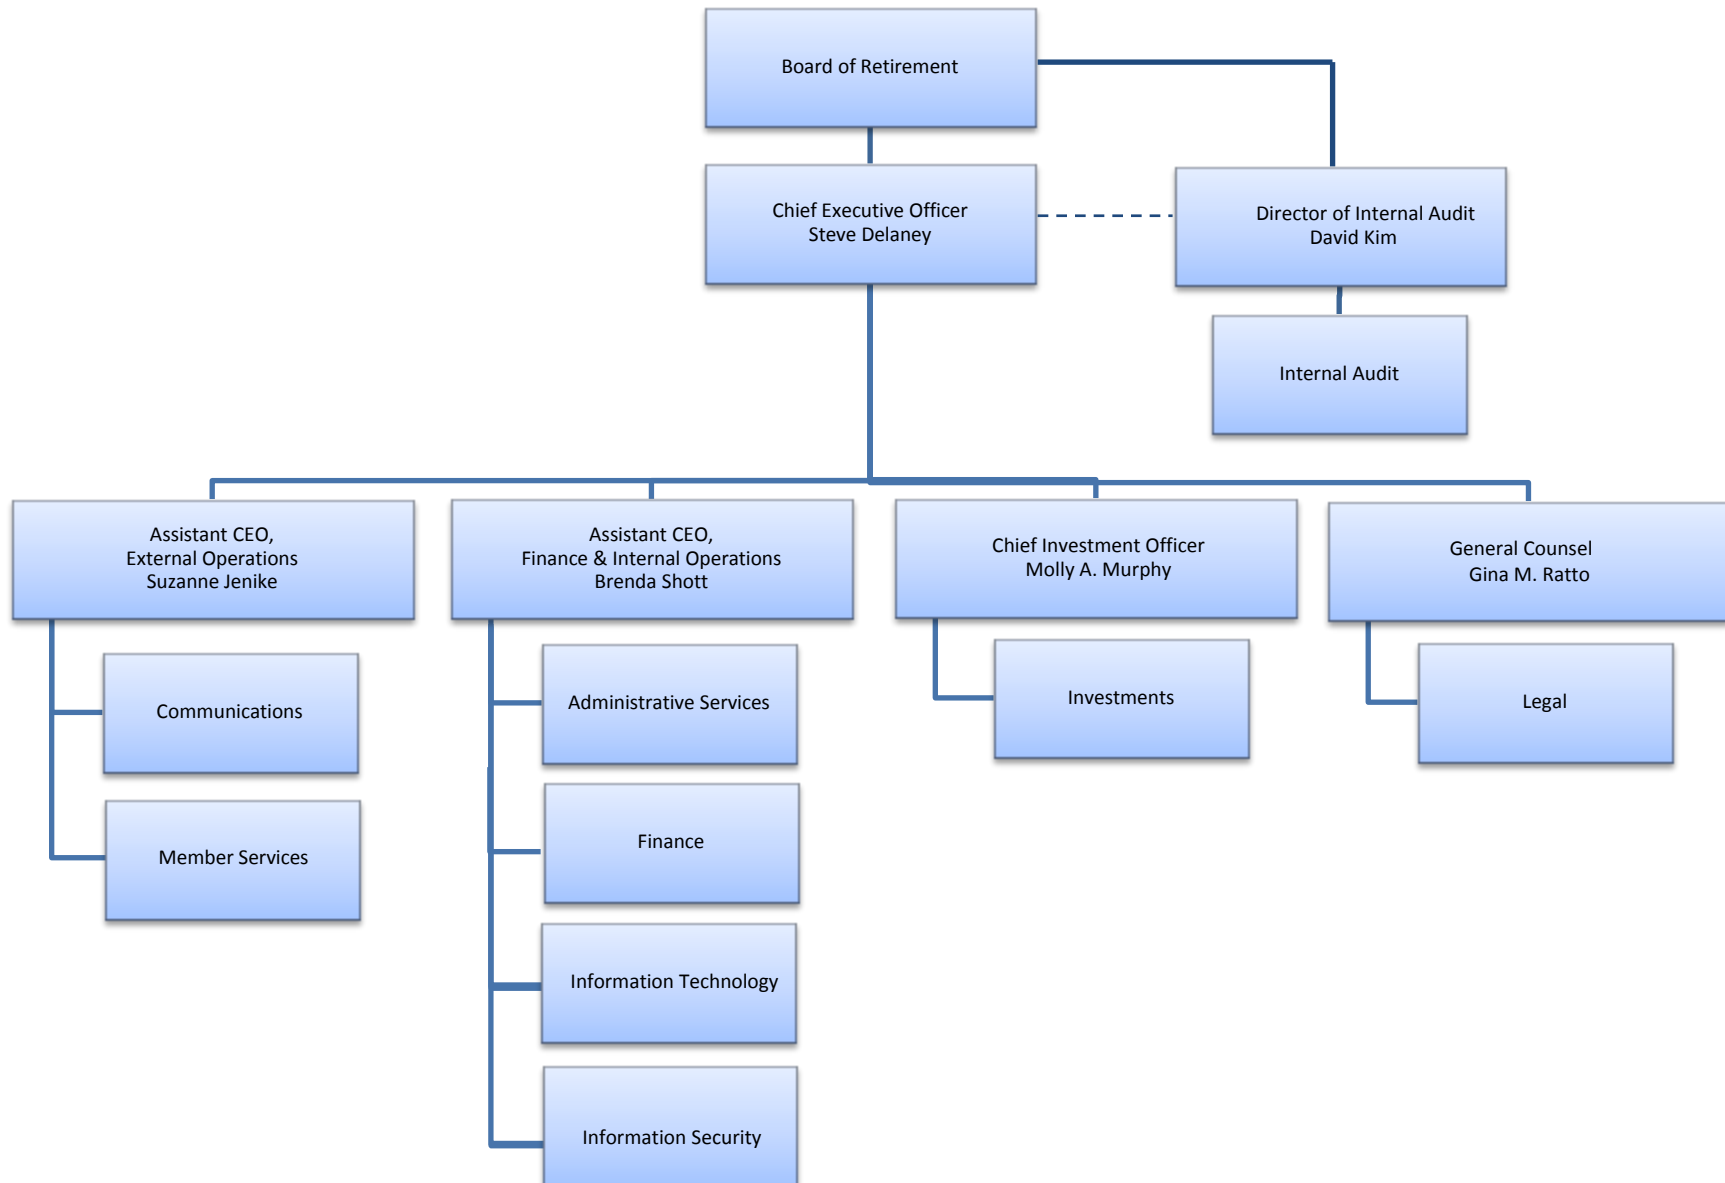 Board of Retirement
Chief Executive Officer
Steve Delaney
Director of Internal Audit
David Kim
Internal Audit
Assistant CEO,
External Operations
Suzanne Jenike
Assistant CEO,
Finance & Internal Operations
Brenda Shott
Chief Investment Officer
Molly A. Murphy
General Counsel
Gina M. Ratto
Communications
Member Services
Administrative Services
Finance
Information Technology
Information Security
Investments
Legal